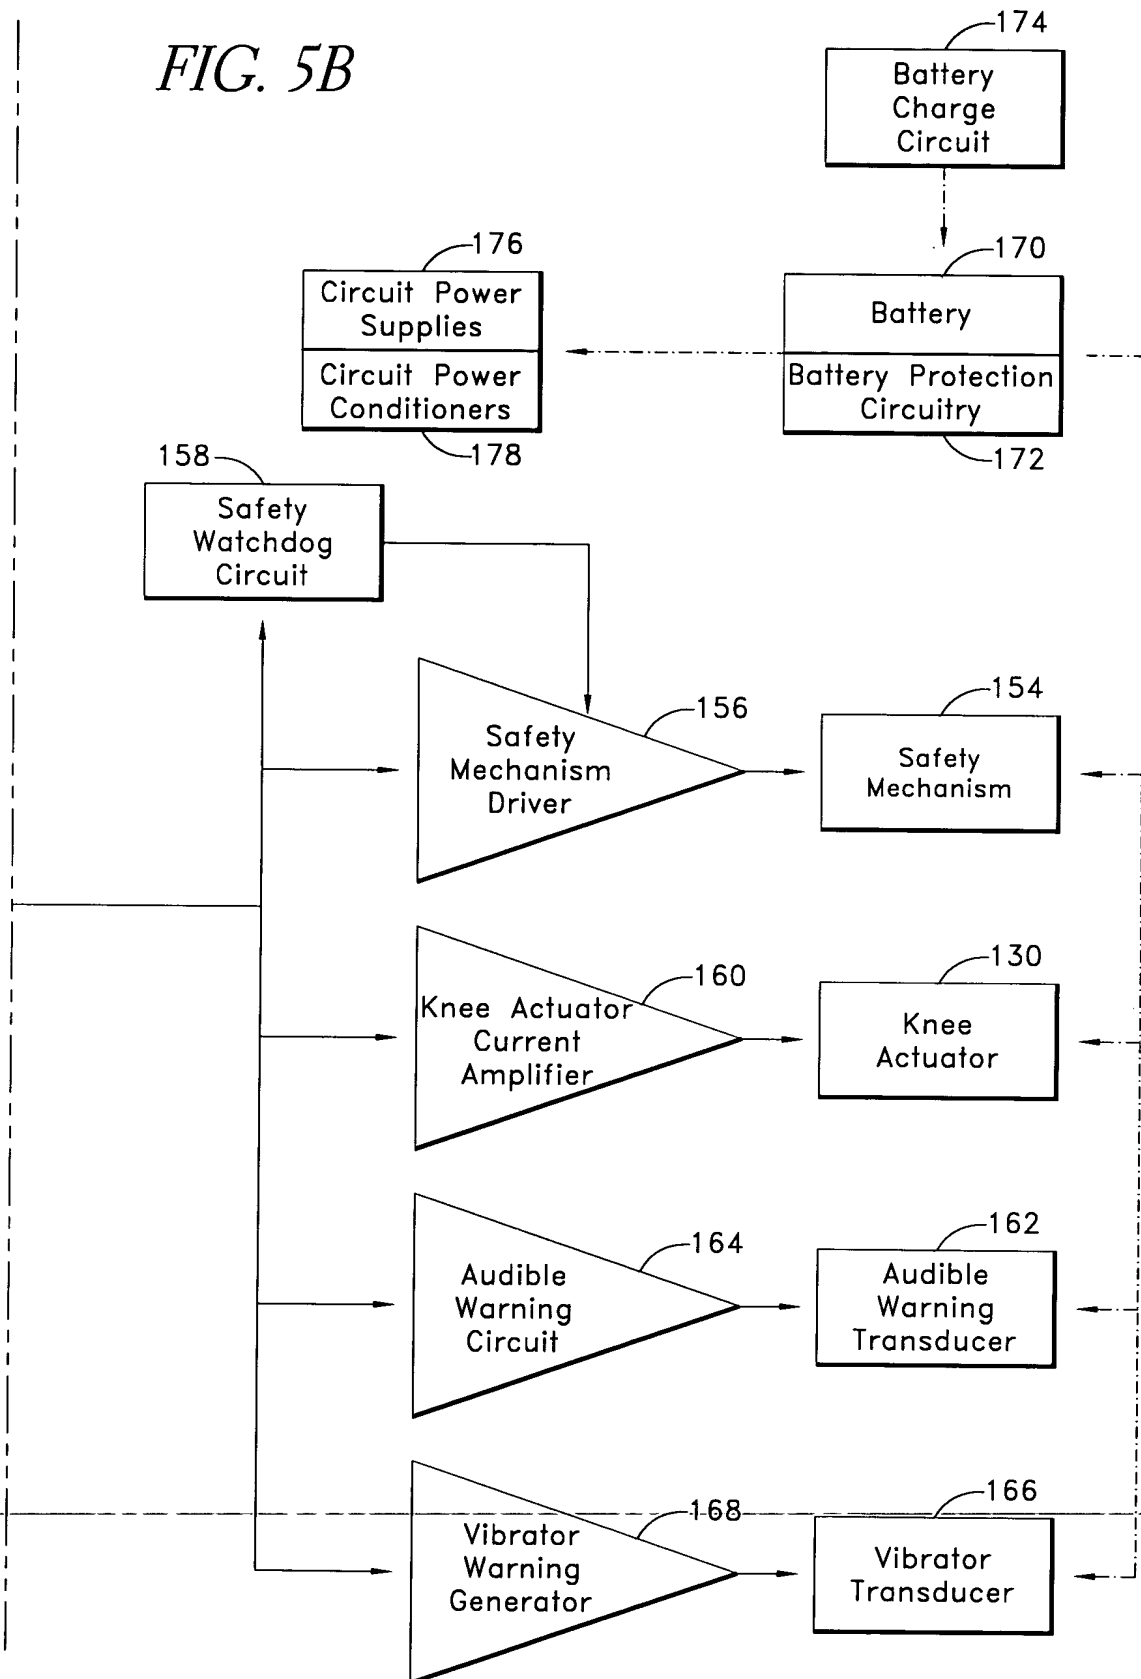 FIG. 5B
174
Battery
Charge
Circuit
176
170
Circuit Power
Supplies
Battery
Circuit Power
Conditioners
Battery Protection
Circuitry
178
172
158
Safety
Watchdog
Circuit
156
154
Safety
Mechanism
Driver
Safety
Mechanism
160
130
Knee Actuator
Current
Amplifier
Knee
Actuator
164
162
Audible
Warning
Circuit
Audible
Warning
Transducer
168
166
Vibrator
Warning
Generator
Vibrator
Transducer